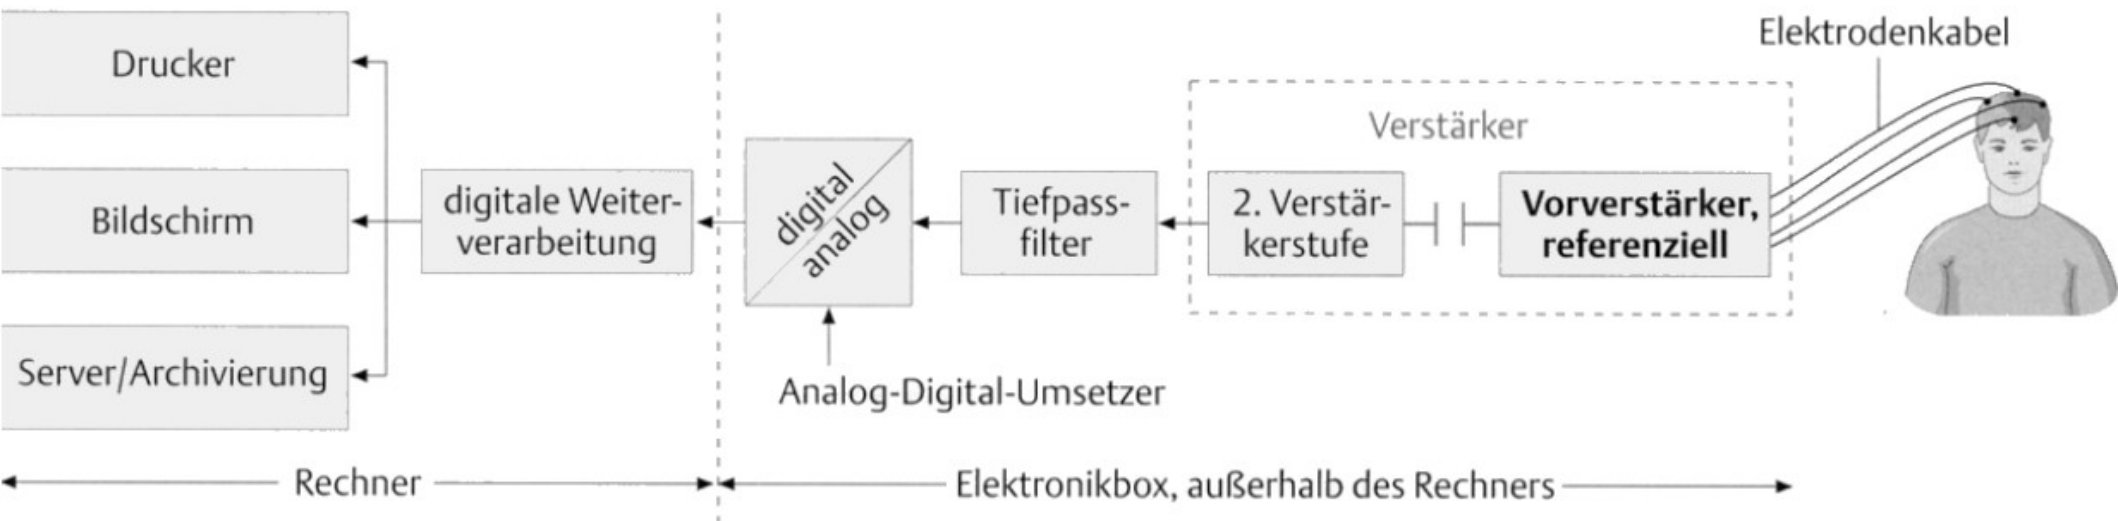 Elektrodenkabel
Drucker
Verstärker
digital
analog
digitale Weiter-
verarbeitung
Bildschirm
Tiefpass-
filter
2. Verstär-
kerstufe
Vorverstärker,
referenziell
Server/Archivierung
Analog-Digital-Umsetzer
Rechner
Elektronikbox, außerhalb des Rechners